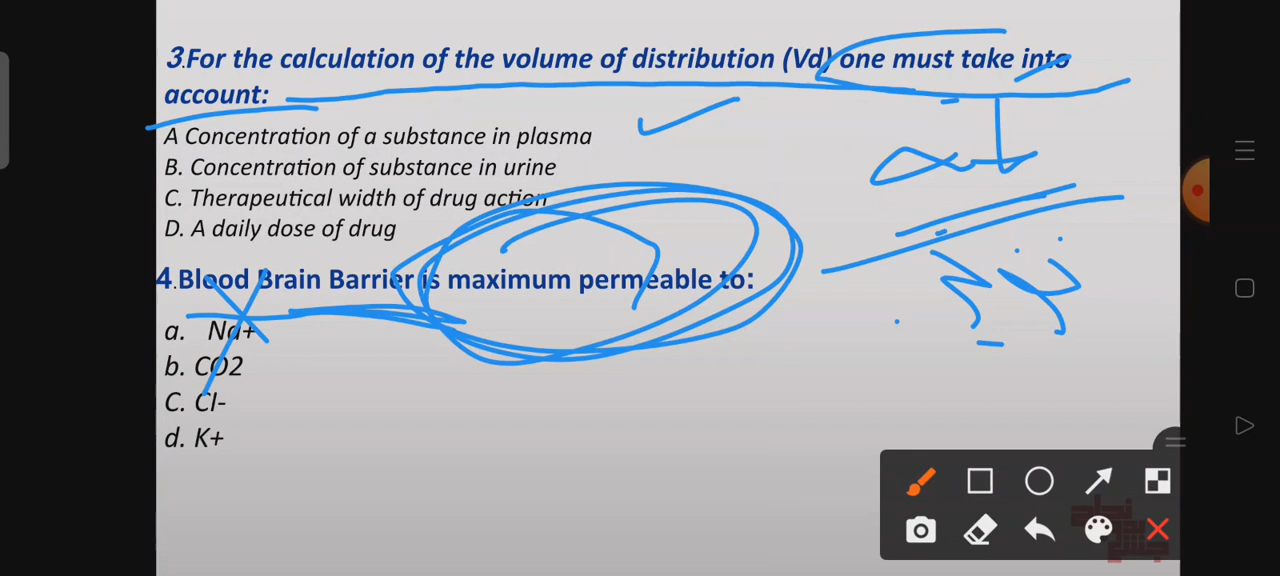 3.For the calculation of the volume of distribution (Vd) one must take into
account:
A Concentration of a substance in plasma
B. Concentration of substance in urine
C. Therapeutical width of drug action
D. A daily dose of drug
4.Blood Brain Barrier is maximum permeable to:
a. Na+
b. CO2
C. Cl-
d. K+